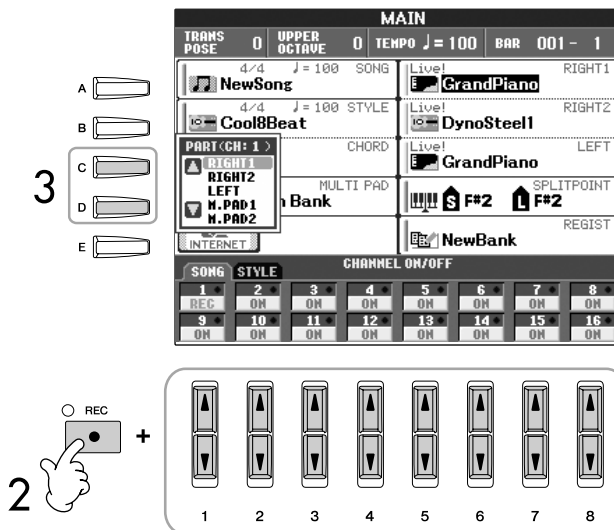 MAIN
TRANS POSE 0 UPPER OCTAVE 0 TEMPO ♩= 100 BAR 001 - 1
4/4 ♩= 100 SONG
NewSong
Live! RIGHT1
GrandPiano
4/4 ♩= 100 STYLE
Cool8Beat
Live! RIGHT2
DynoSteel1
CHORD
Live! LEFT
GrandPiano
MULTI PAD
n Bank
SPLITPOINT
S F#2 L F#2
REGIST
NewBank
INTERNET
PART(CH: 1 )
RIGHT1
RIGHT2
LEFT
M.PAD1
M.PAD2
A
B
C
D
E
3
SONG STYLE CHANNEL ON/OFF
1 2 3 4 5 6 7 8
REC ON ON ON ON ON ON ON
9 10 11 12 13 14 15 16
ON ON ON ON ON ON ON ON
REC
+
2
1 2 3 4 5 6 7 8